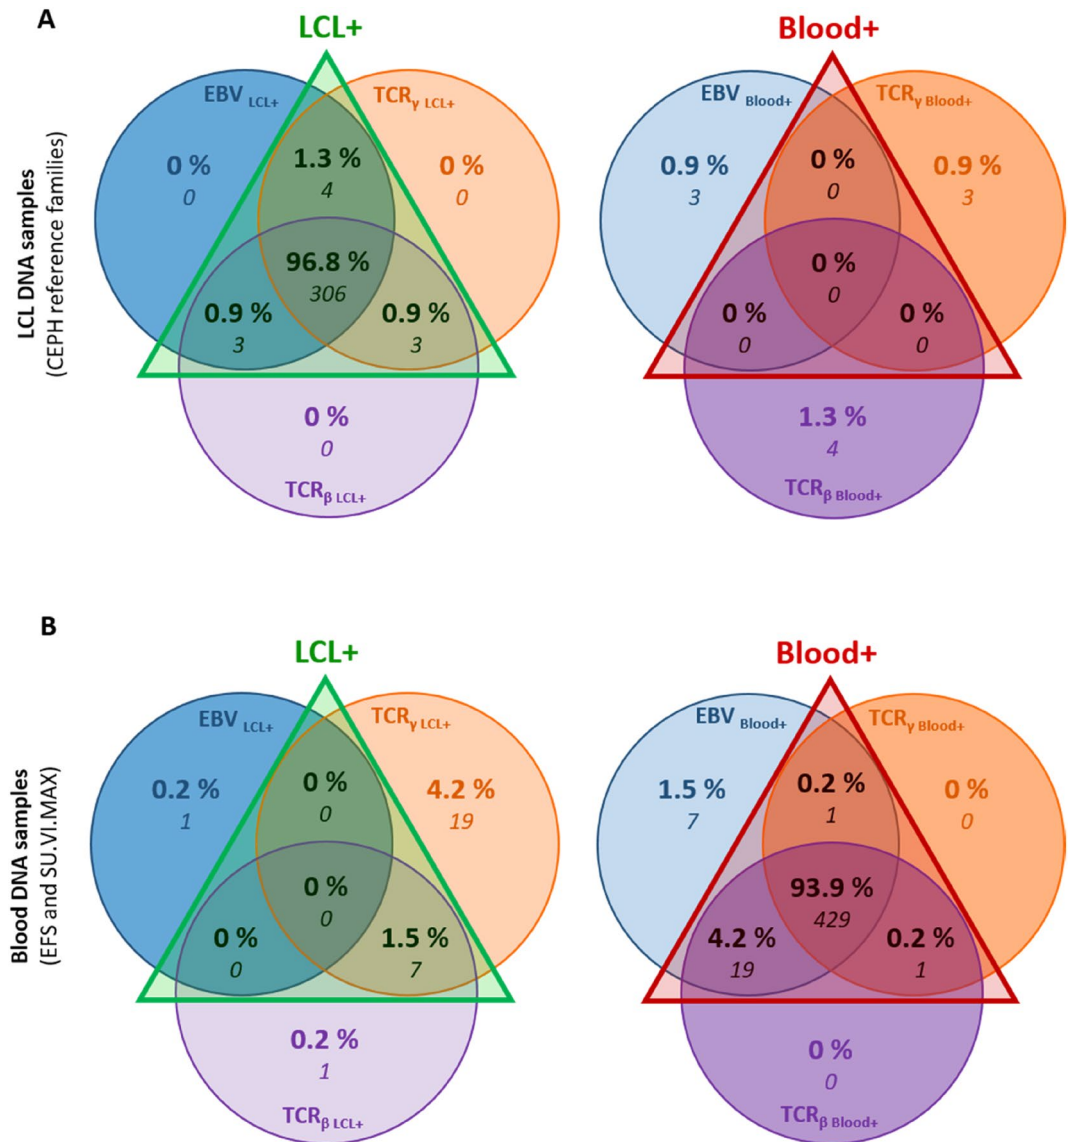 A
LCL+
Blood+
EBV LCL+
TCRγ LCL+
EBV Blood+
TCRγ Blood+
LCL DNA samples
(CEPH reference families)
0 %
0
1.3 %
4
0 %
0
96.8 %
306
0.9 %
3
0.9 %
3
0 %
0
TCRβ LCL+
0.9 %
3
0 %
0
0.9 %
3
0 %
0
0 %
0
0 %
0
1.3 %
4
TCRβ Blood+
B
LCL+
Blood+
EBV LCL+
TCRγ LCL+
EBV Blood+
TCRγ Blood+
Blood DNA samples
(EFS and SU.VI.MAX)
0.2 %
1
0 %
0
4.2 %
19
0 %
0
0 %
0
1.5 %
7
0.2 %
1
TCRβ LCL+
1.5 %
7
0.2 %
1
0 %
0
93.9 %
429
4.2 %
19
0.2 %
1
0 %
0
TCRβ Blood+